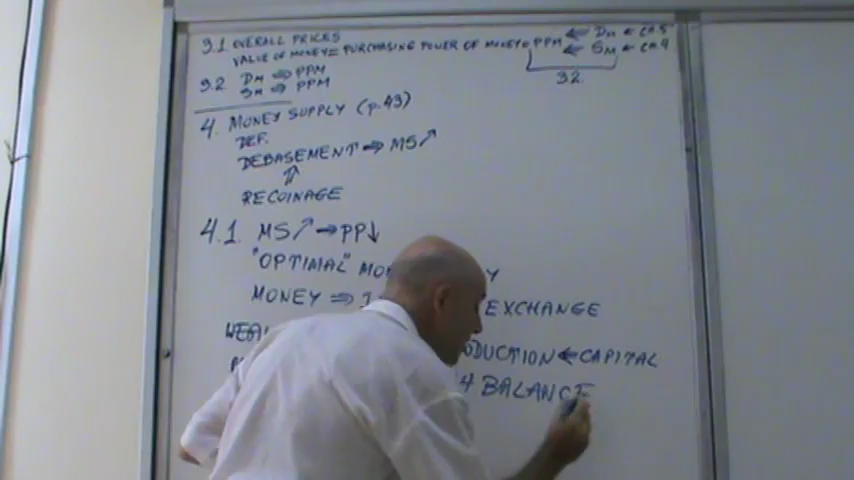 3.1 OVERALL PRICES
VALUE OF MONEY = PURCHASING POWER OF MONEY = PPM ⇐ DM ← CH.5
⇐ SM ← CH.4
3.2
3.2 DM ⇒ PPM
SM ⇒ PPM
4. MONEY SUPPLY (p.43)
DEF.
DEBASEMENT ⇒ MS↗
⇑
RECOINAGE
4.1. MS↗ → PP↓
"OPTIMAL"
MONEY ⇒ EXCHANGE
ODUCTION ← CAPITAL
BALANCE